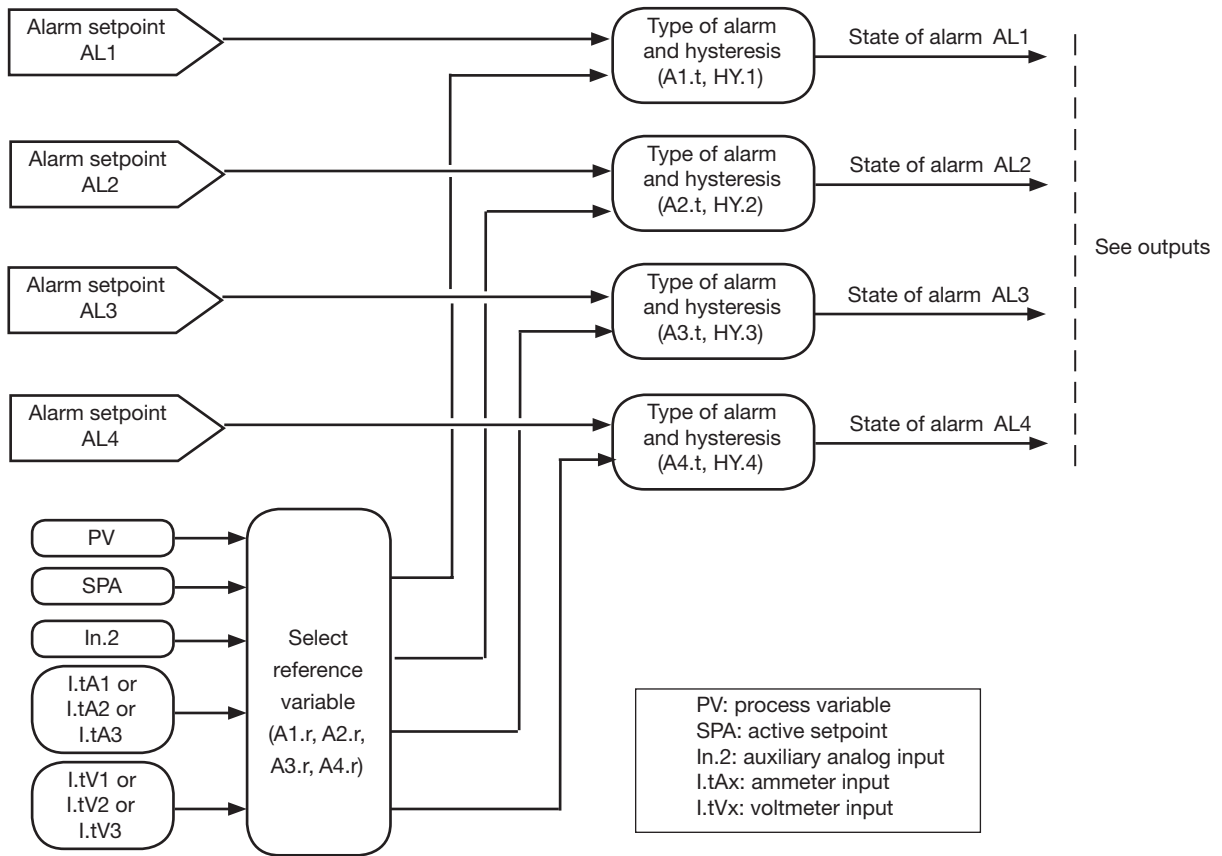 Alarm setpoint
AL1
Type of alarm
and hysteresis
(A1.t, HY.1)
State of alarm AL1
Alarm setpoint
AL2
Type of alarm
and hysteresis
(A2.t, HY.2)
State of alarm AL2
See outputs
Alarm setpoint
AL3
Type of alarm
and hysteresis
(A3.t, HY.3)
State of alarm AL3
Alarm setpoint
AL4
Type of alarm
and hysteresis
(A4.t, HY.4)
State of alarm AL4
PV
SPA
In.2
I.tA1 or
I.tA2 or
I.tA3
I.tV1 or
I.tV2 or
I.tV3
Select
reference
variable
(A1.r, A2.r,
A3.r, A4.r)
PV: process variable
SPA: active setpoint
In.2: auxiliary analog input
I.tAx: ammeter input
I.tVx: voltmeter input